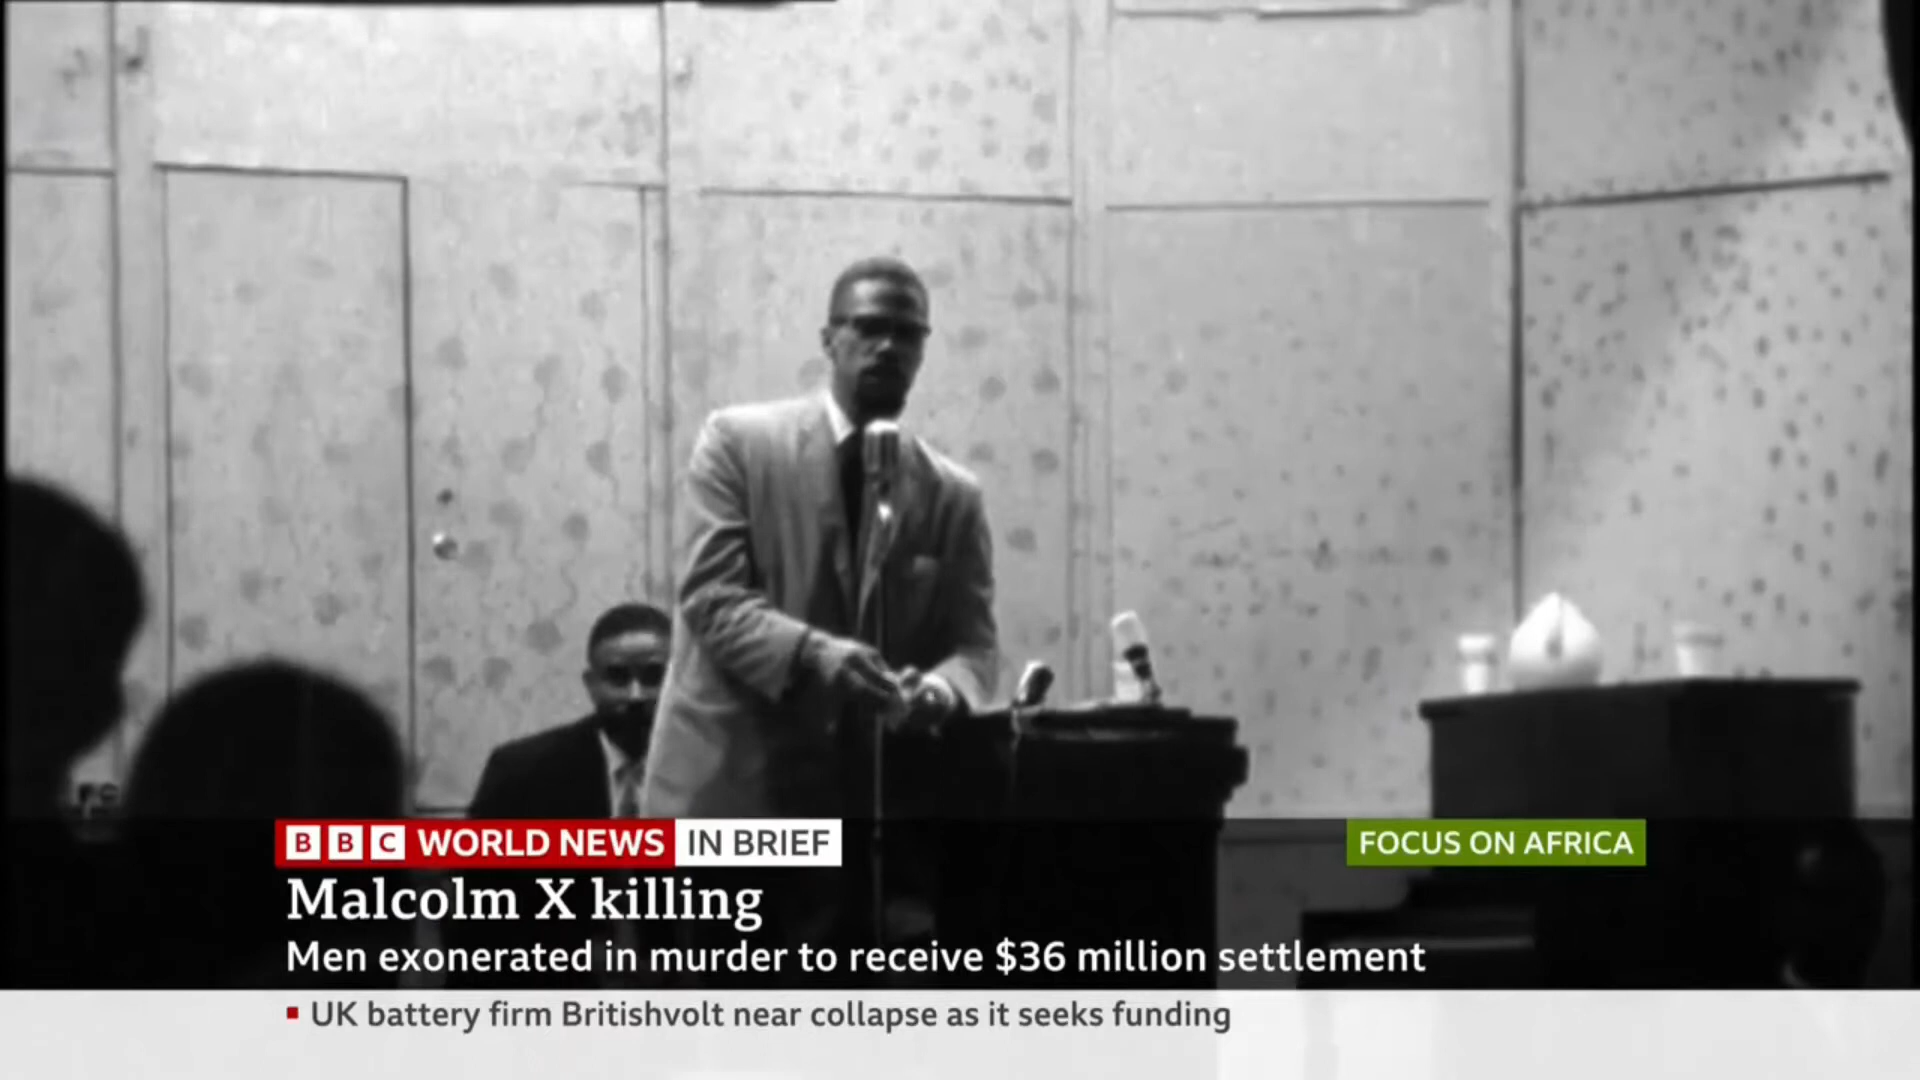 BBC WORLD NEWS IN BRIEF
FOCUS ON AFRICA
Malcolm X killing
Men exonerated in murder to receive $36 million settlement
UK battery firm Britishvolt near collapse as it seeks funding